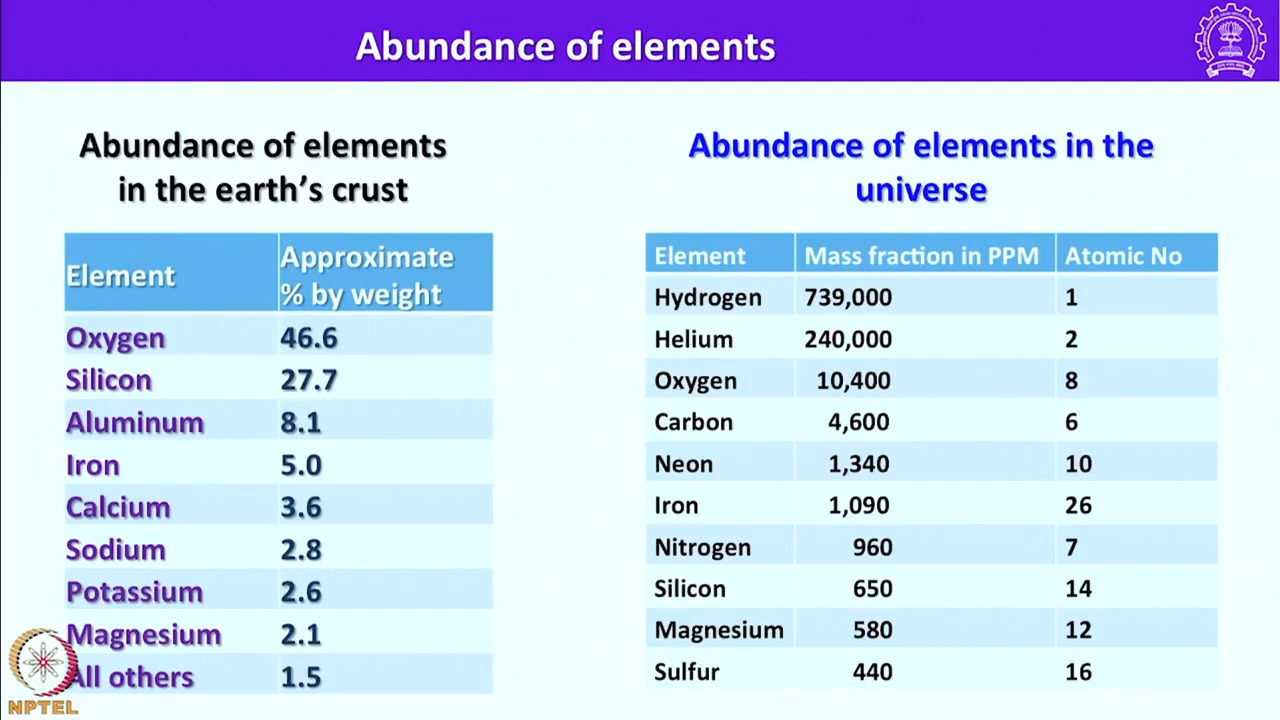 Abundance of elements
Abundance of elements
in the earth's crust
Element Approximate
% by weight
Oxygen 46.6
Silicon 27.7
Aluminum 8.1
Iron 5.0
Calcium 3.6
Sodium 2.8
Potassium 2.6
Magnesium 2.1
All others 1.5
Abundance of elements in the
universe
Element Mass fraction in PPM Atomic No
Hydrogen 739,000 1
Helium 240,000 2
Oxygen 10,400 8
Carbon 4,600 6
Neon 1,340 10
Iron 1,090 26
Nitrogen 960 7
Silicon 650 14
Magnesium 580 12
Sulfur 440 16
NPTEL